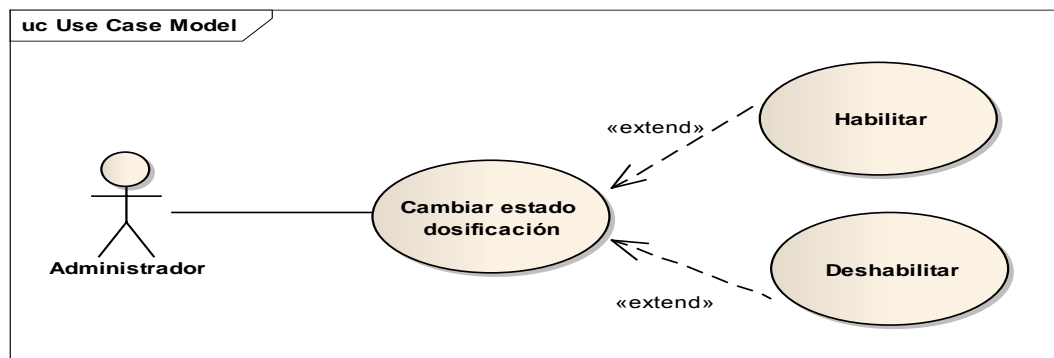 uc Use Case Model
«extend»
Habilitar
Cambiar estado
dosificación
Administrador
Deshabilitar
«extend»